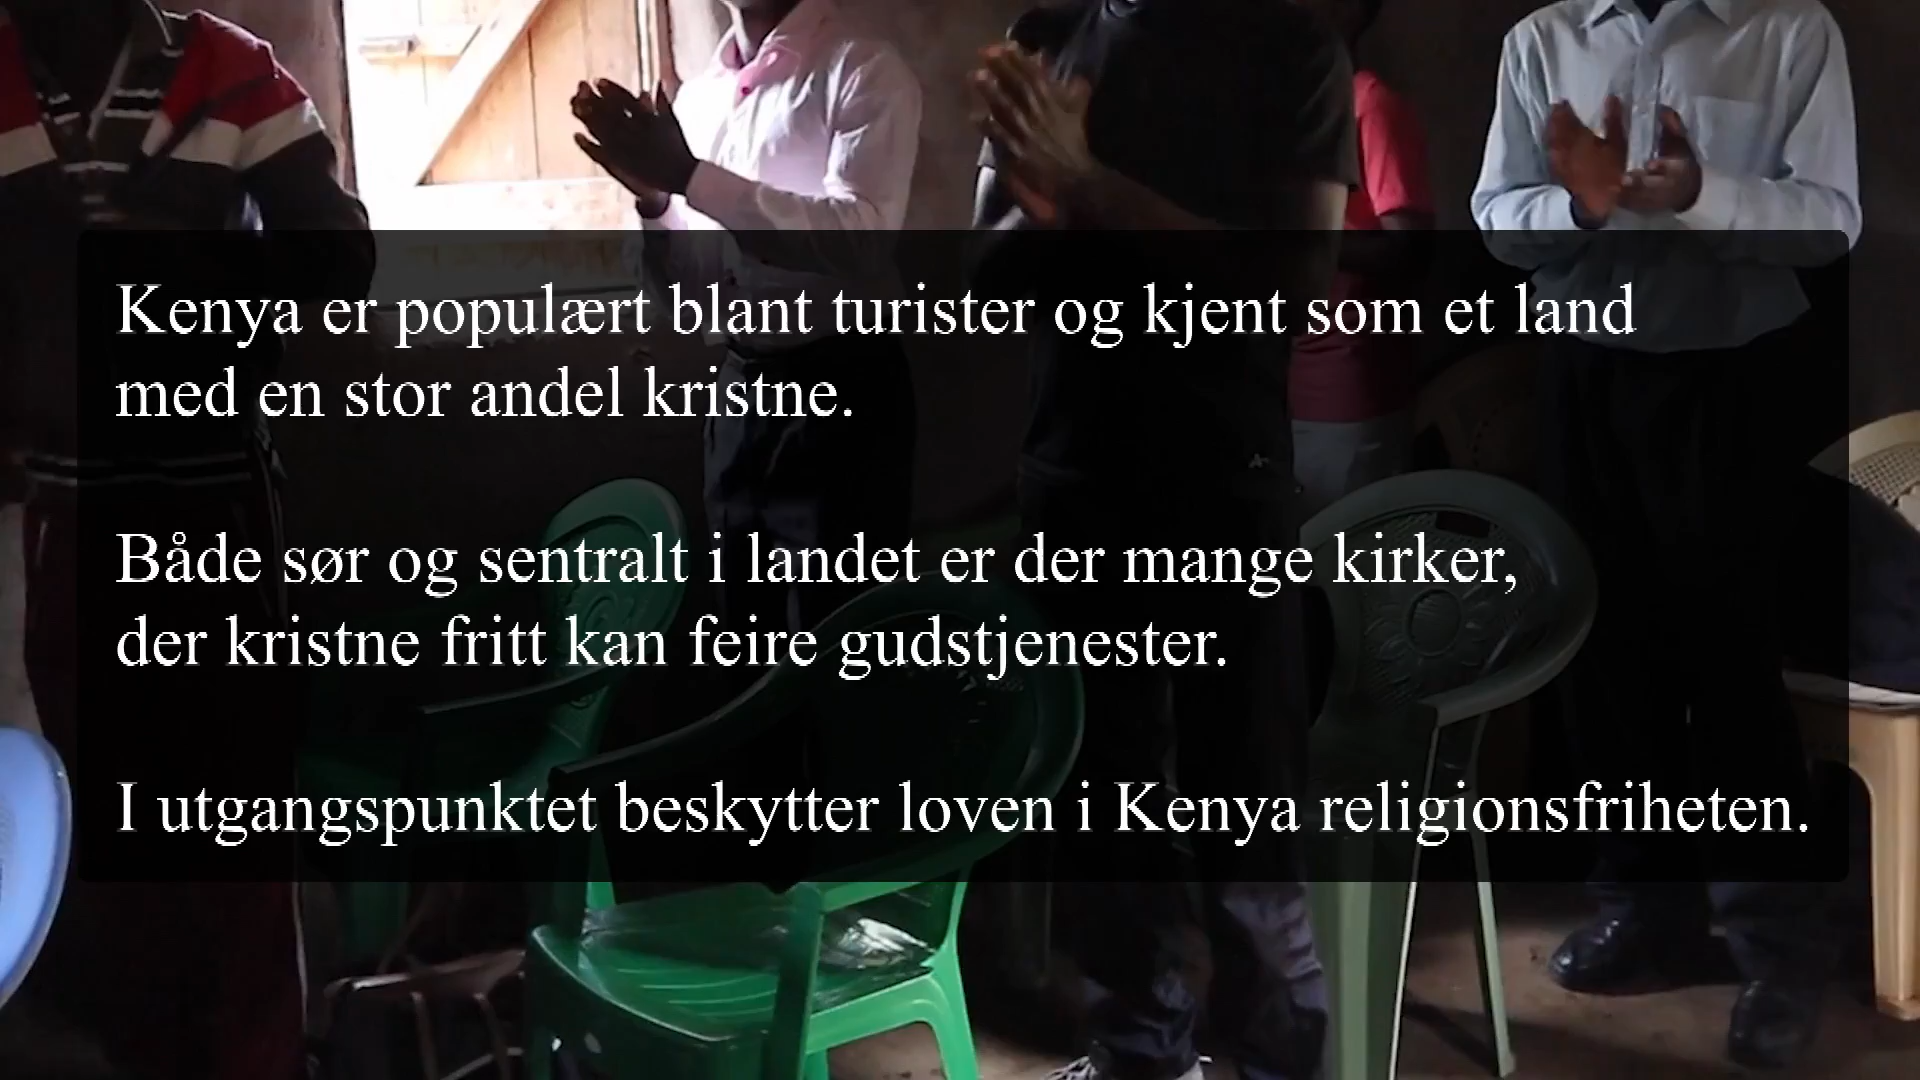 Kenya er populært blant turister og kjent som et land
med en stor andel kristne.
Både sør og sentralt i landet er der mange kirker,
der kristne fritt kan feire gudstjenester.
I utgangspunktet beskytter loven i Kenya religionsfriheten.